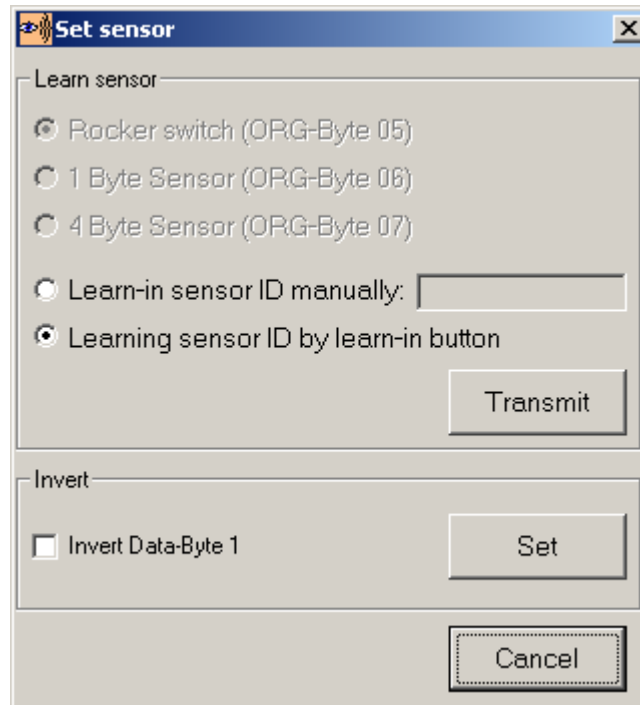 Set sensor
Learn sensor
Rocker switch (ORG-Byte 05)
1 Byte Sensor (ORG-Byte 06)
4 Byte Sensor (ORG-Byte 07)
Learn-in sensor ID manually:
Learning sensor ID by learn-in button
Transmit
Invert
Invert Data-Byte 1
Set
Cancel